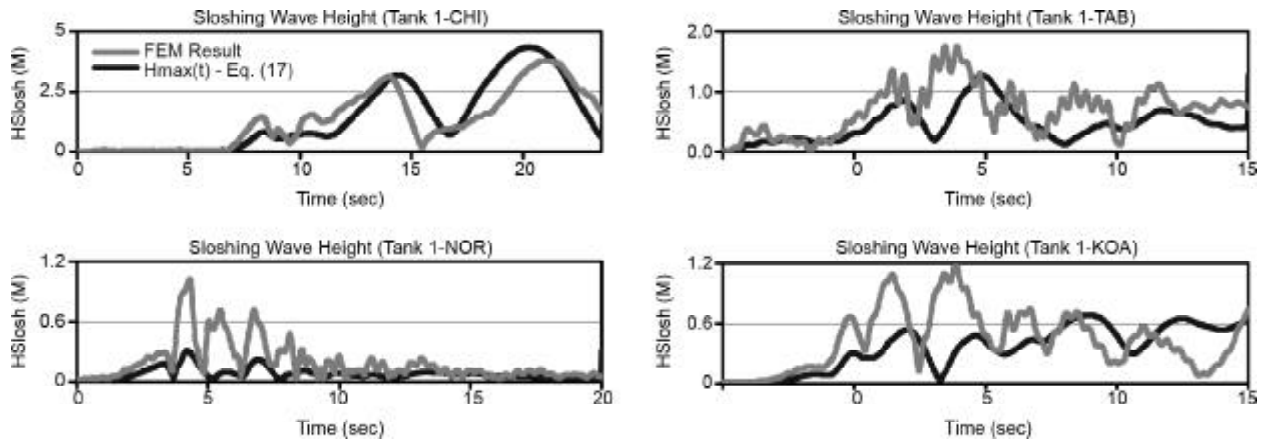 Sloshing Wave Height (Tank 1-CHI)
5
2.5
0
HSlosh (M)
FEM Result
Hmax(t) - Eq. (17)
0 5 10 15 20
Time (sec)
Sloshing Wave Height (Tank 1-TAB)
2.0
1.0
0.0
HSlosh (M)
0 5 10 15
Time (sec)
Sloshing Wave Height (Tank 1-NOR)
1.2
0.6
0
HSlosh (M)
0 5 10 15 20
Time (sec)
Sloshing Wave Height (Tank 1-KOA)
1.2
0.6
0
HSlosh (M)
0 5 10 15
Time (sec)